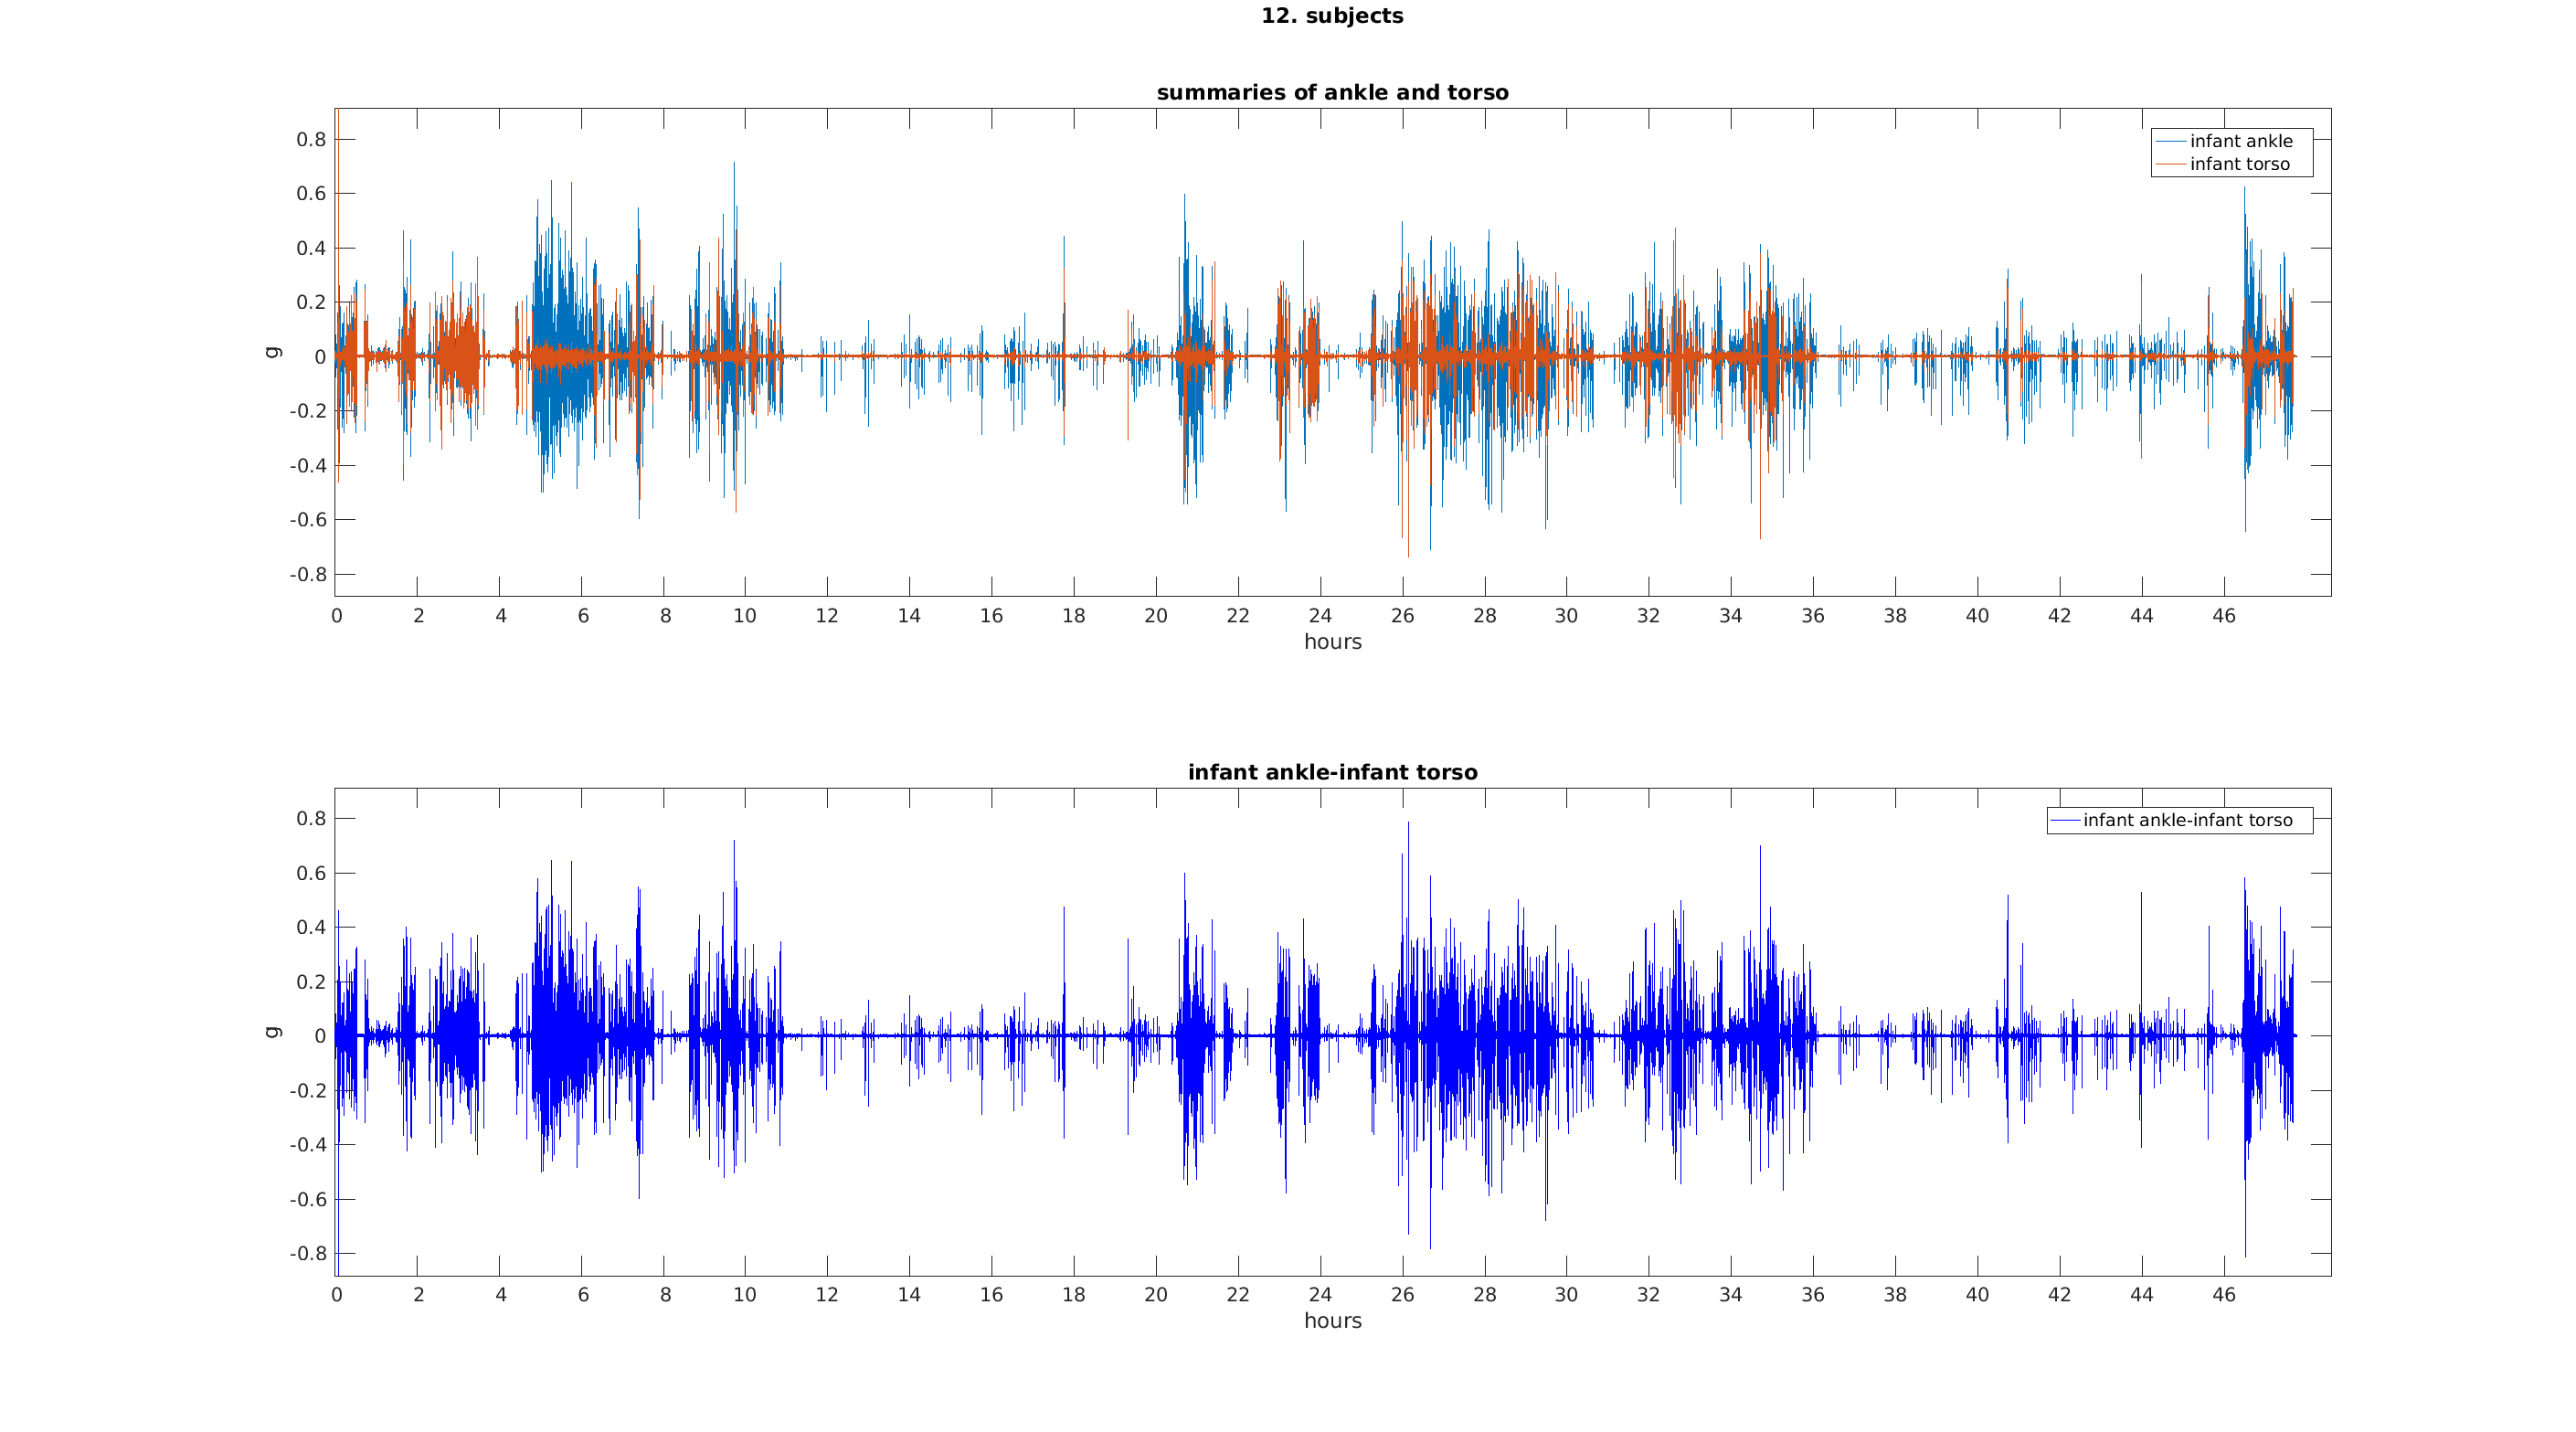 12. subjects
summaries of ankle and torso
0.8
0.6
0.4
0.2
0
-0.2
-0.4
-0.6
-0.8
g
infant ankle
infant torso
0 2 4 6 8 10 12 14 16 18 20 22 24 26 28 30 32 34 36 38 40 42 44 46
hours
infant ankle-infant torso
0.8
0.6
0.4
0.2
0
-0.2
-0.4
-0.6
-0.8
g
infant ankle-infant torso
0 2 4 6 8 10 12 14 16 18 20 22 24 26 28 30 32 34 36 38 40 42 44 46
hours